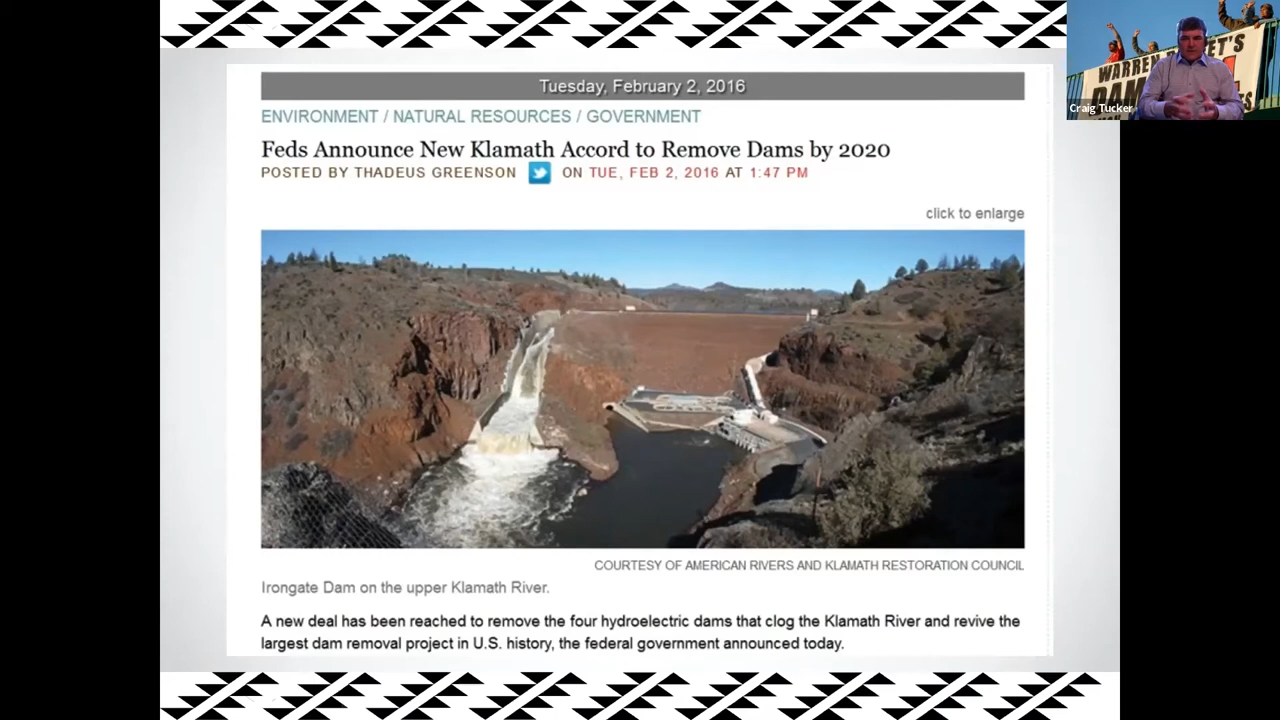 Tuesday, February 2, 2016
ENVIRONMENT / NATURAL RESOURCES / GOVERNMENT
Feds Announce New Klamath Accord to Remove Dams by 2020
POSTED BY THADEUS GREENSON ON TUE, FEB 2, 2016 AT 1:47 PM
click to enlarge
COURTESY OF AMERICAN RIVERS AND KLAMATH RESTORATION COUNCIL
Irongate Dam on the upper Klamath River.
A new deal has been reached to remove the four hydroelectric dams that clog the Klamath River and revive the
largest dam removal project in U.S. history, the federal government announced today.
WARREN
Craig Tucker